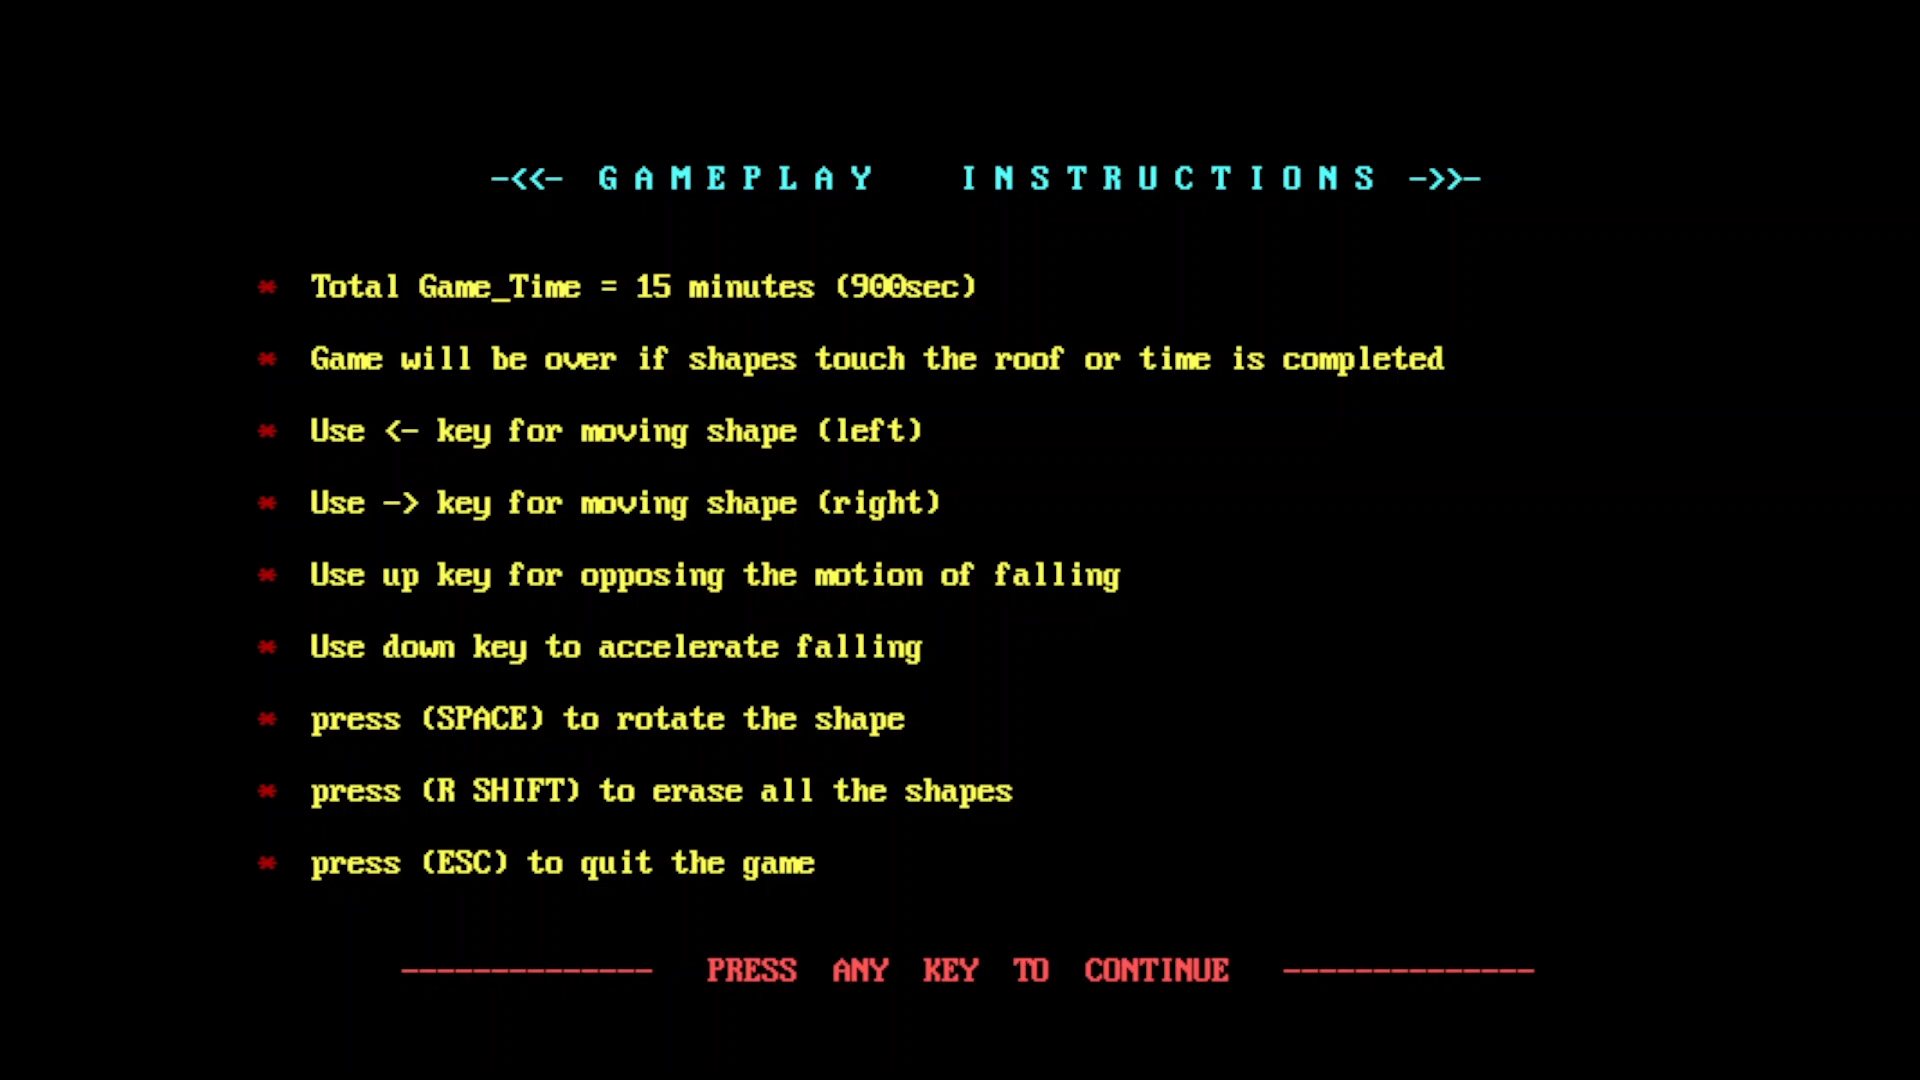 -<<- G A M E P L A Y   I N S T R U C T I O N S ->>-
* Total Game_Time = 15 minutes (900sec)
* Game will be over if shapes touch the roof or time is completed
* Use <- key for moving shape (left)
* Use -> key for moving shape (right)
* Use up key for opposing the motion of falling
* Use down key to accelerate falling
* press (SPACE) to rotate the shape
* press (R SHIFT) to erase all the shapes
* press (ESC) to quit the game
-------------- PRESS ANY KEY TO CONTINUE --------------